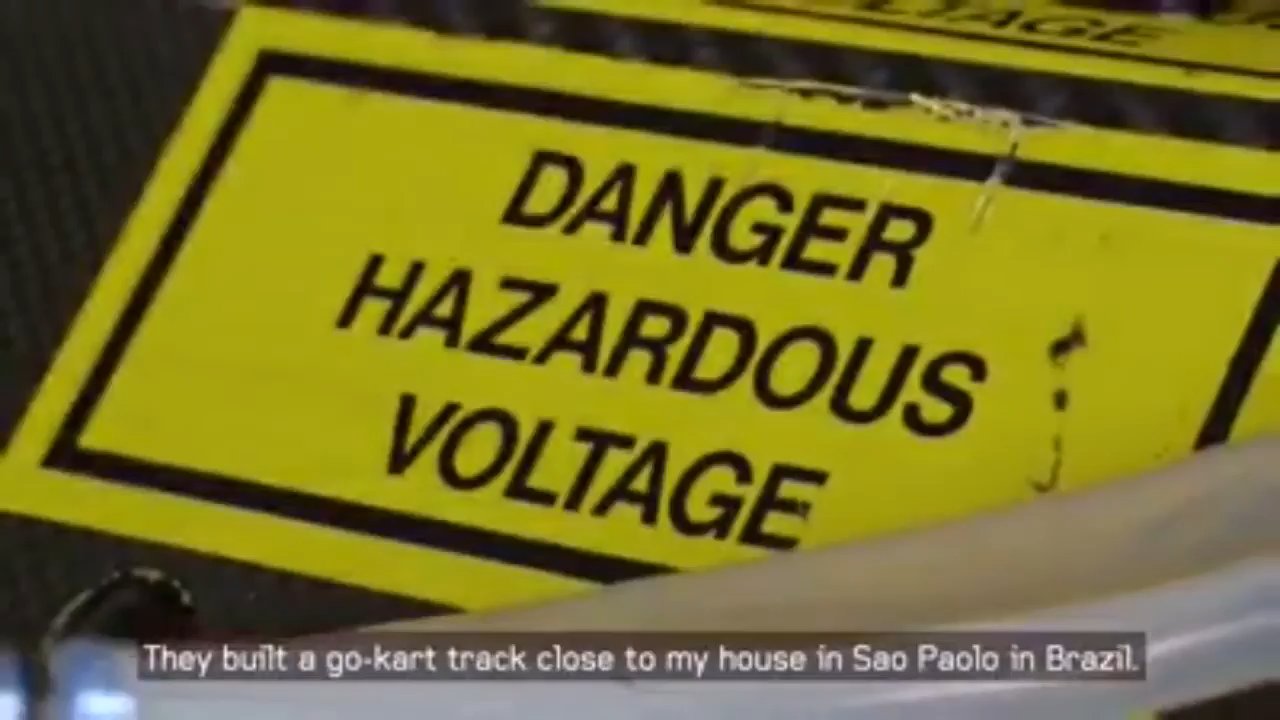 DANGER
HAZARDOUS
VOLTAGE
They built a go-kart track close to my house in Sao Paolo in Brazil.